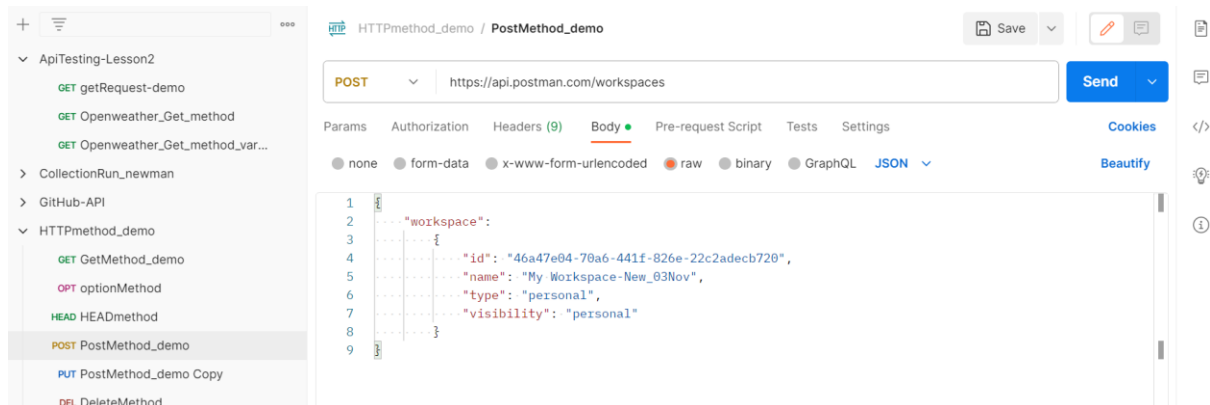 ApiTesting-Lesson2
GET getRequest-demo
GET Openweather_Get_method
GET Openweather_Get_method_var...
CollectionRun_newman
GitHub-API
HTTPmethod_demo
GET GetMethod_demo
OPT optionMethod
HEAD HEADmethod
POST PostMethod_demo
PUT PostMethod_demo Copy
DEL DeleteMethod
HTTP HTTPmethod_demo / PostMethod_demo
Save
POST https://api.postman.com/workspaces Send
Params Authorization Headers (9) Body Pre-request Script Tests Settings Cookies
none form-data x-www-form-urlencoded raw binary GraphQL JSON Beautify
1 {
2 "workspace":
3 {
4 "id": "46a47e04-70a6-441f-826e-22c2adecb720",
5 "name": "My Workspace-New_03Nov",
6 "type": "personal",
7 "visibility": "personal"
8 }
9 }